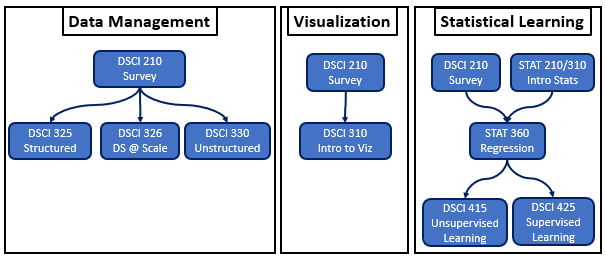 Data Management
DSCI 210
Survey
DSCI 325
Structured
DSCI 326
DS @ Scale
DSCI 330
Unstructured
Visualization
DSCI 210
Survey
DSCI 310
Intro to Viz
Statistical Learning
DSCI 210
Survey
STAT 210/310
Intro Stats
STAT 360
Regression
DSCI 415
Unsupervised
Learning
DSCI 425
Supervised
Learning